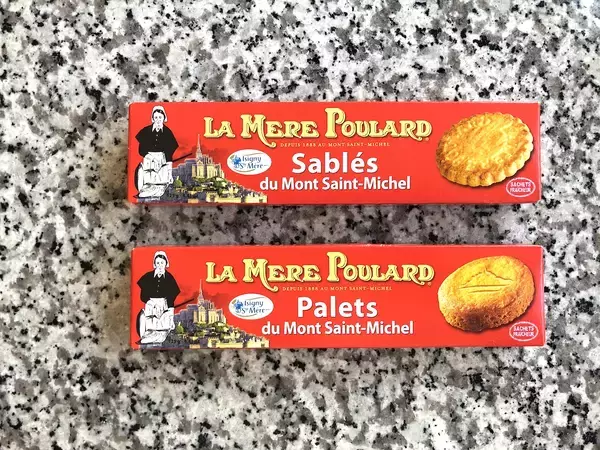 LA MERE POULARD
DEPUIS 1888 AU MONT SAINT-MICHEL
Isigny
Ste Mère
Sablés
du Mont Saint-Michel
SACHETS
FRAÎCHEUR
LA MERE POULARD
DEPUIS 1888 AU MONT SAINT-MICHEL
Isigny
Ste Mère
Palets
du Mont Saint-Michel
SACHETS
FRAÎCHEUR